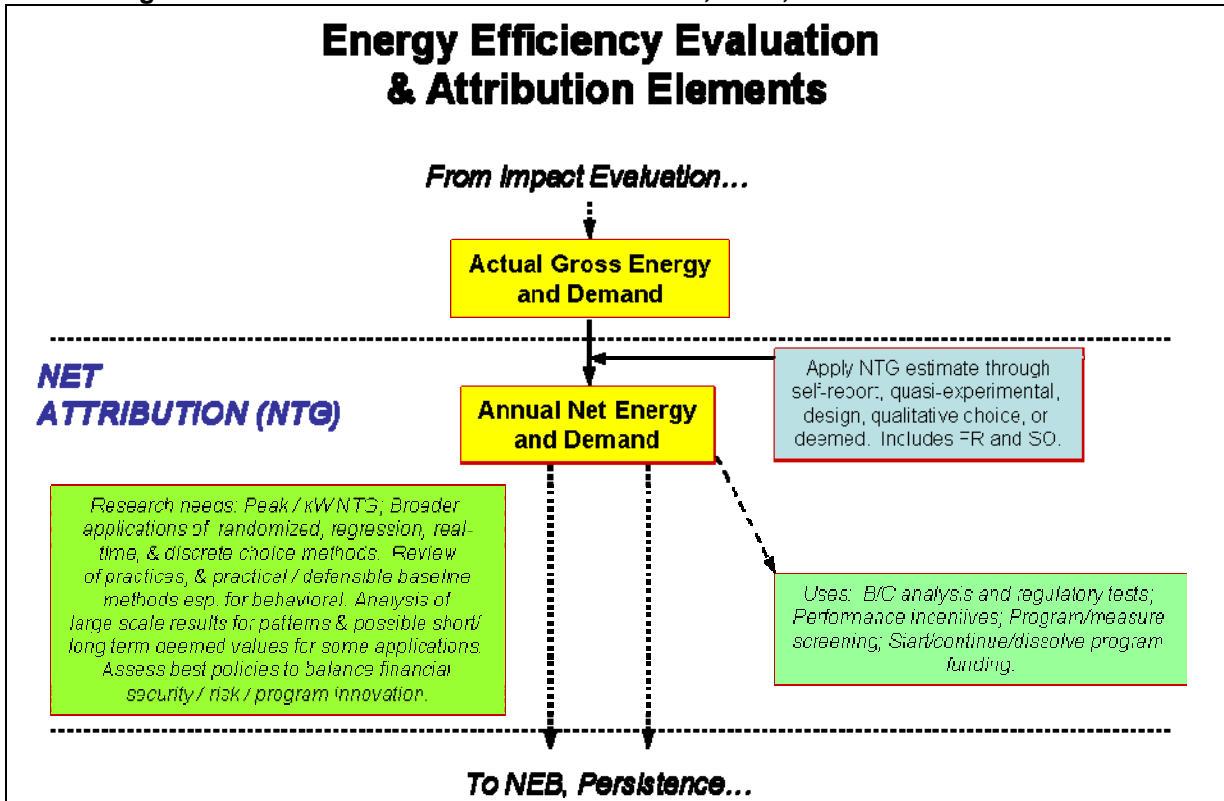 Energy Efficiency Evaluation
& Attribution Elements
From Impact Evaluation...
Actual Gross Energy
and Demand
NET
ATTRIBUTION (NTG)
Apply NTG estimate through
self-report, quasi-experimental,
design, qualitative choice, or
deemed. Includes FR and SO.
Annual Net Energy
and Demand
Research needs: Peak / kW NTG; Broader
applications of randomized, regression, real-
time, & discrete choice methods. Review
of practices, & practical / defensible baseline
methods esp. for behavioral. Analysis of
large scale results for patterns & possible short/
long term deemed values for some applications.
Assess best policies to balance financial
security / risk / program innovation.
Uses: B/C analysis and regulatory tests;
Performance incentives; Program/measure
screening; Start/continue/dissolve program
funding.
To NEB, Persistence...